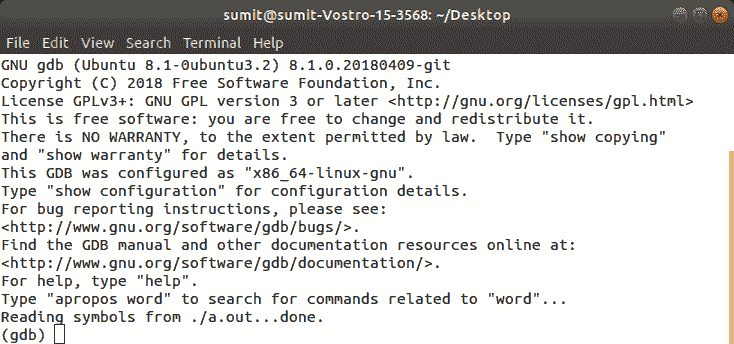 sumit@sumit-Vostro-15-3568: ~/Desktop
File Edit View Search Terminal Help
GNU gdb (Ubuntu 8.1-0ubuntu3.2) 8.1.0.20180409-git
Copyright (C) 2018 Free Software Foundation, Inc.
License GPLv3+: GNU GPL version 3 or later <http://gnu.org/licenses/gpl.html>
This is free software: you are free to change and redistribute it.
There is NO WARRANTY, to the extent permitted by law.  Type "show copying"
and "show warranty" for details.
This GDB was configured as "x86_64-linux-gnu".
Type "show configuration" for configuration details.
For bug reporting instructions, please see:
<http://www.gnu.org/software/gdb/bugs/>.
Find the GDB manual and other documentation resources online at:
<http://www.gnu.org/software/gdb/documentation/>.
For help, type "help".
Type "apropos word" to search for commands related to "word"...
Reading symbols from ./a.out...done.
(gdb)